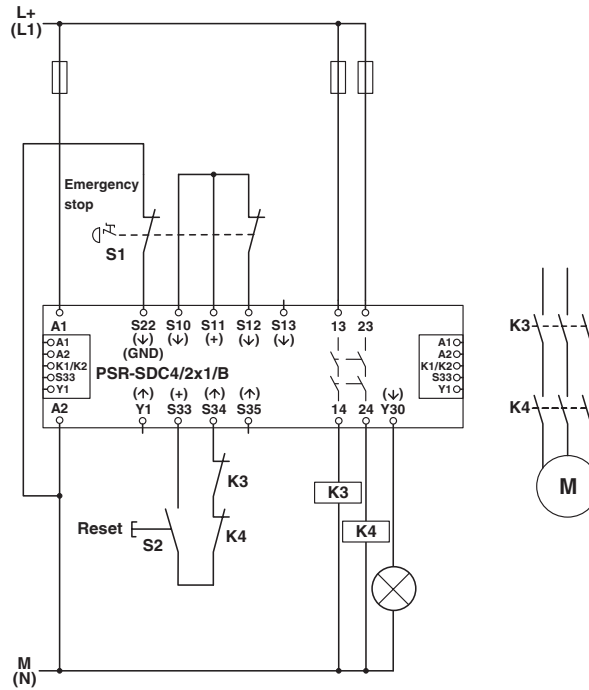 L+
(L1)
Emergency
stop
S1
A1 S22 S10 S11 S12 S13 13 23
(↓) (↓) (+) (↓) (↓)
(GND)
A1
A2
K1/K2
S33
Y1
PSR-SDC4/2x1/B
A1
A2
K1/K2
S33
Y1
(↑) (+) (↑) (↑) (↓)
A2 Y1 S33 S34 S35 14 24 Y30
K3
K4
Reset
S2
K3
K4
K3
K4
M
M
(N)